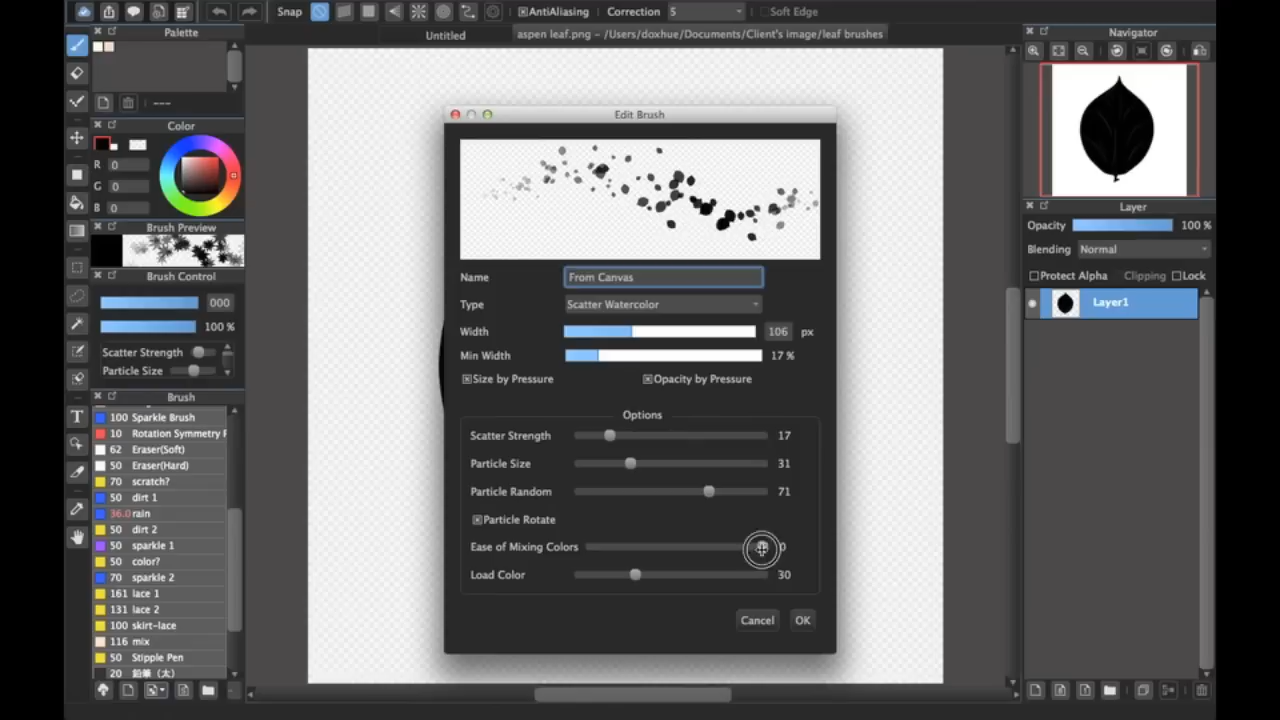 Snap
AntiAliasing
Correction
5
Soft Edge
Palette
Untitled
aspen leaf.png - /Users/doxhue/Documents/Client's image/leaf brushes
Navigator
---
Color
R 0
G 0
B 0
Brush Preview
Brush Control
000
100 %
Scatter Strength
Particle Size
Brush
100 Sparkle Brush
10 Rotation Symmetry
62 Eraser(Soft)
50 Eraser(Hard)
70 scratch?
50 dirt 1
36.0 rain
50 dirt 2
50 sparkle 1
50 color?
70 sparkle 2
161 lace 1
131 lace 2
100 skirt-lace
116 mix
50 Stipple Pen
20 鉛筆（太）
Edit Brush
Name
From Canvas
Type
Scatter Watercolor
Width
106 px
Min Width
17 %
Size by Pressure
Opacity by Pressure
Options
Scatter Strength
17
Particle Size
31
Particle Random
71
Particle Rotate
Ease of Mixing Colors
Load Color
30
Cancel
OK
Layer
Opacity
100 %
Blending
Normal
Protect Alpha
Clipping
Lock
Layer1